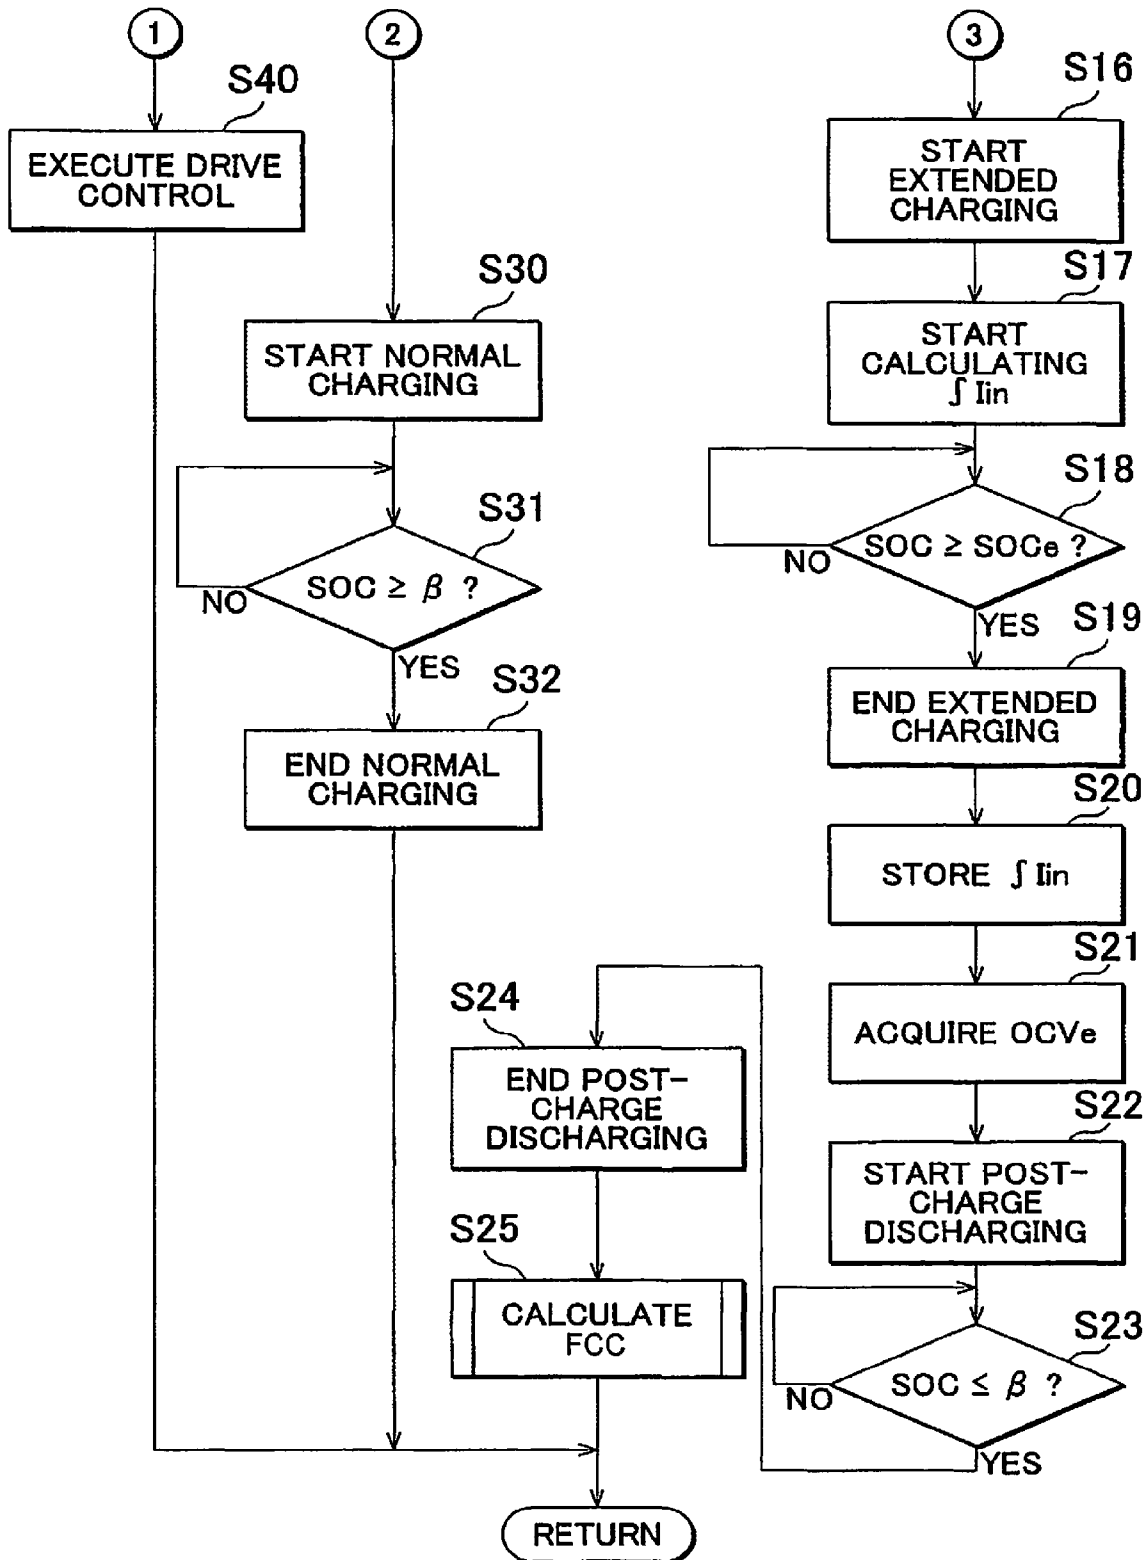 1
S40
EXECUTE DRIVE
CONTROL
2
S30
START NORMAL
CHARGING
S31
SOC ≥ β ?
NO
YES
S32
END NORMAL
CHARGING
3
S16
START
EXTENDED
CHARGING
S17
START
CALCULATING
∫ Iin
S18
SOC ≥ SOCe ?
NO
YES
S19
END EXTENDED
CHARGING
S20
STORE ∫ Iin
S21
ACQUIRE OCVe
S22
START POST-
CHARGE
DISCHARGING
S23
SOC ≤ β ?
NO
YES
S24
END POST-
CHARGE
DISCHARGING
S25
CALCULATE
FCC
RETURN